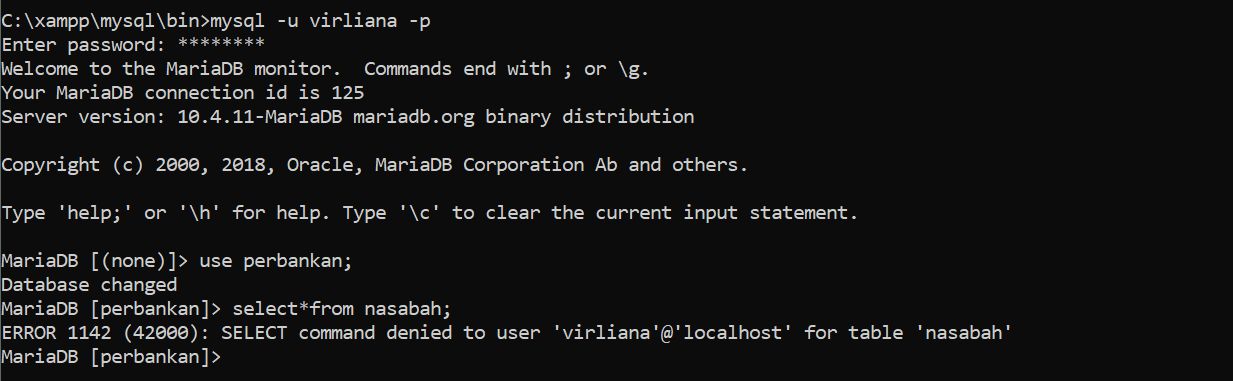 C:\xampp\mysql\bin>mysql -u virliana -p
Enter password: ********
Welcome to the MariaDB monitor.  Commands end with ; or \g.
Your MariaDB connection id is 125
Server version: 10.4.11-MariaDB mariadb.org binary distribution
Copyright (c) 2000, 2018, Oracle, MariaDB Corporation Ab and others.
Type 'help;' or '\h' for help. Type '\c' to clear the current input statement.
MariaDB [(none)]> use perbankan;
Database changed
MariaDB [perbankan]> select*from nasabah;
ERROR 1142 (42000): SELECT command denied to user 'virliana'@'localhost' for table 'nasabah'
MariaDB [perbankan]>